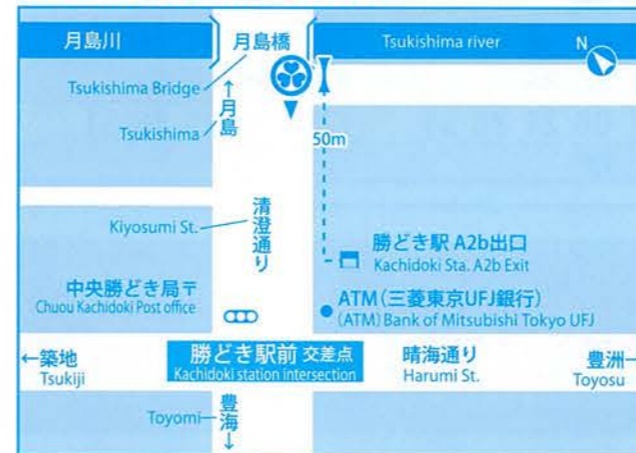 月島川
月島橋
Tsukishima river
N
Tsukishima Bridge
↑月島
Tsukishima
50m
Kiyosumi St.
清澄通り
勝どき駅 A2b出口
Kachidoki Sta. A2b Exit
中央勝どき局〒
Chuou Kachidoki Post office
ATM(三菱東京UFJ銀行)
(ATM) Bank of Mitsubishi Tokyo UFJ
←築地
Tsukiji
勝どき駅前 交差点
Kachidoki station intersection
晴海通り
Harumi St.
豊洲→
Toyosu
Toyomi
豊海↓